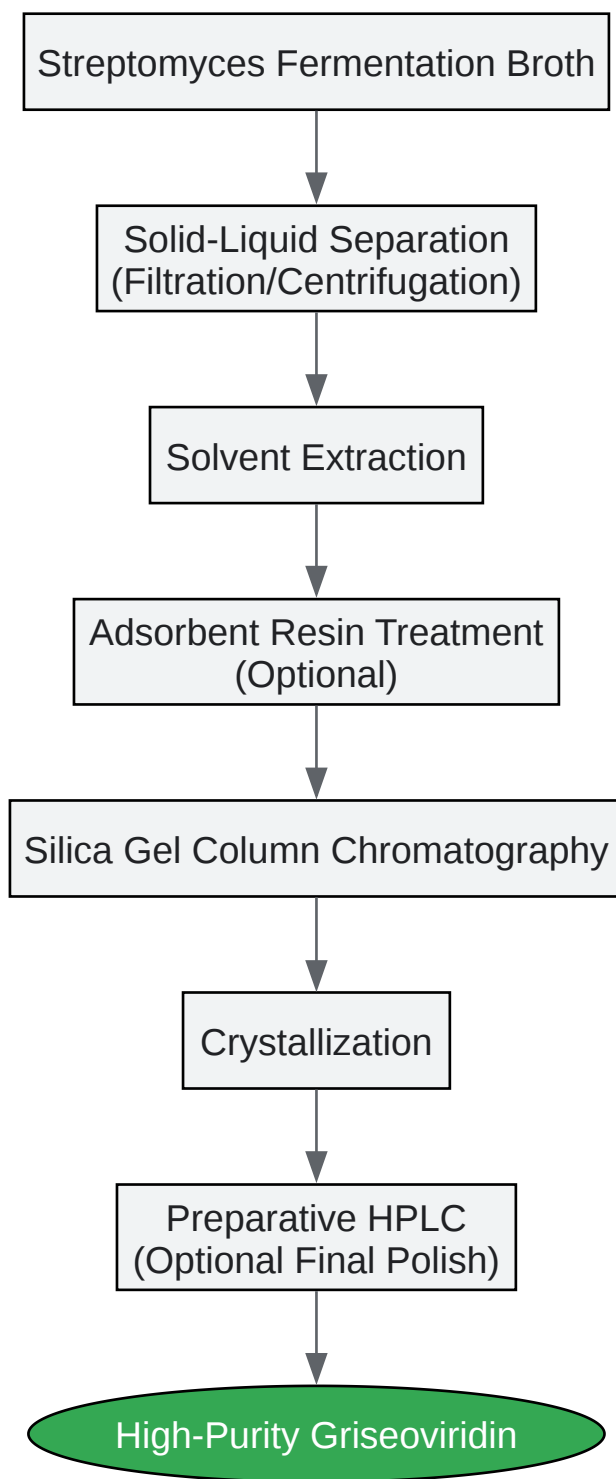 Streptomyces Fermentation Broth
Solid-Liquid Separation
(Filtration/Centrifugation)
Solvent Extraction
Adsorbent Resin Treatment
(Optional)
Silica Gel Column Chromatography
Crystallization
Preparative HPLC
(Optional Final Polish)
High-Purity Griseoviridin